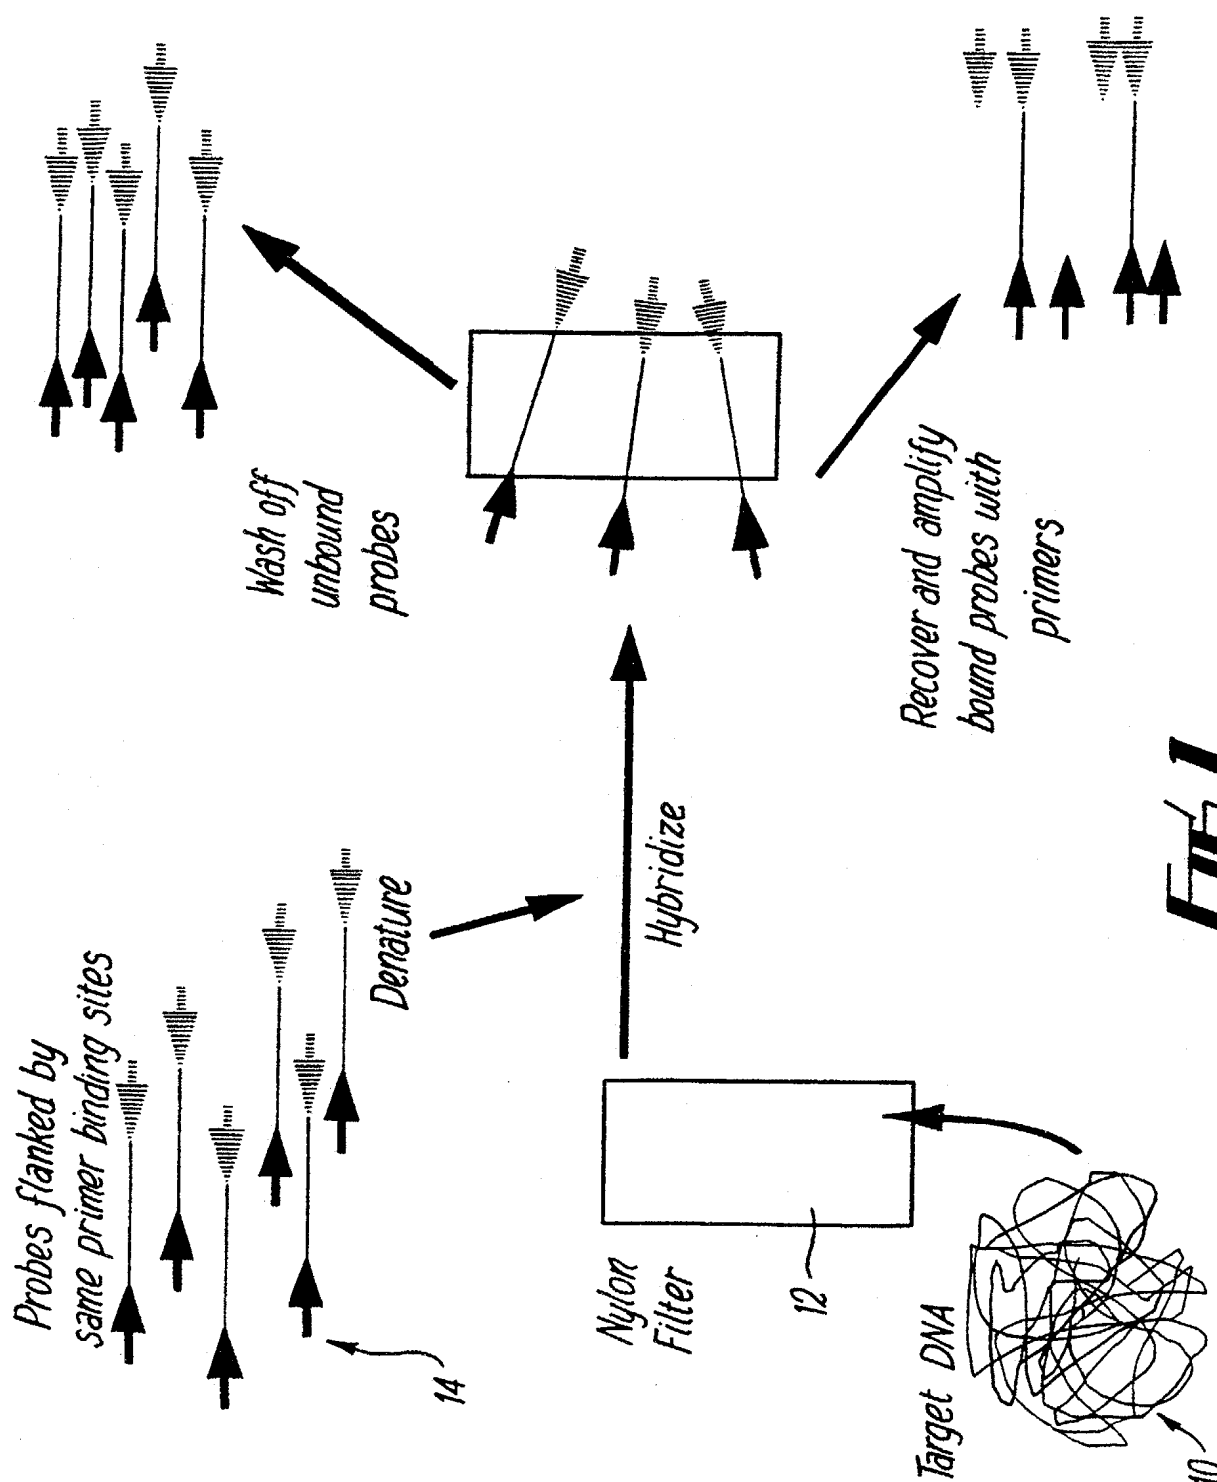 Probes flanked by
same primer binding sites
14
Denature
Nylon
Filter
12
Target DNA
10
Hybridize
Wash off
unbound
probes
Recover and amplify
bound probes with
primers
FIG. 1